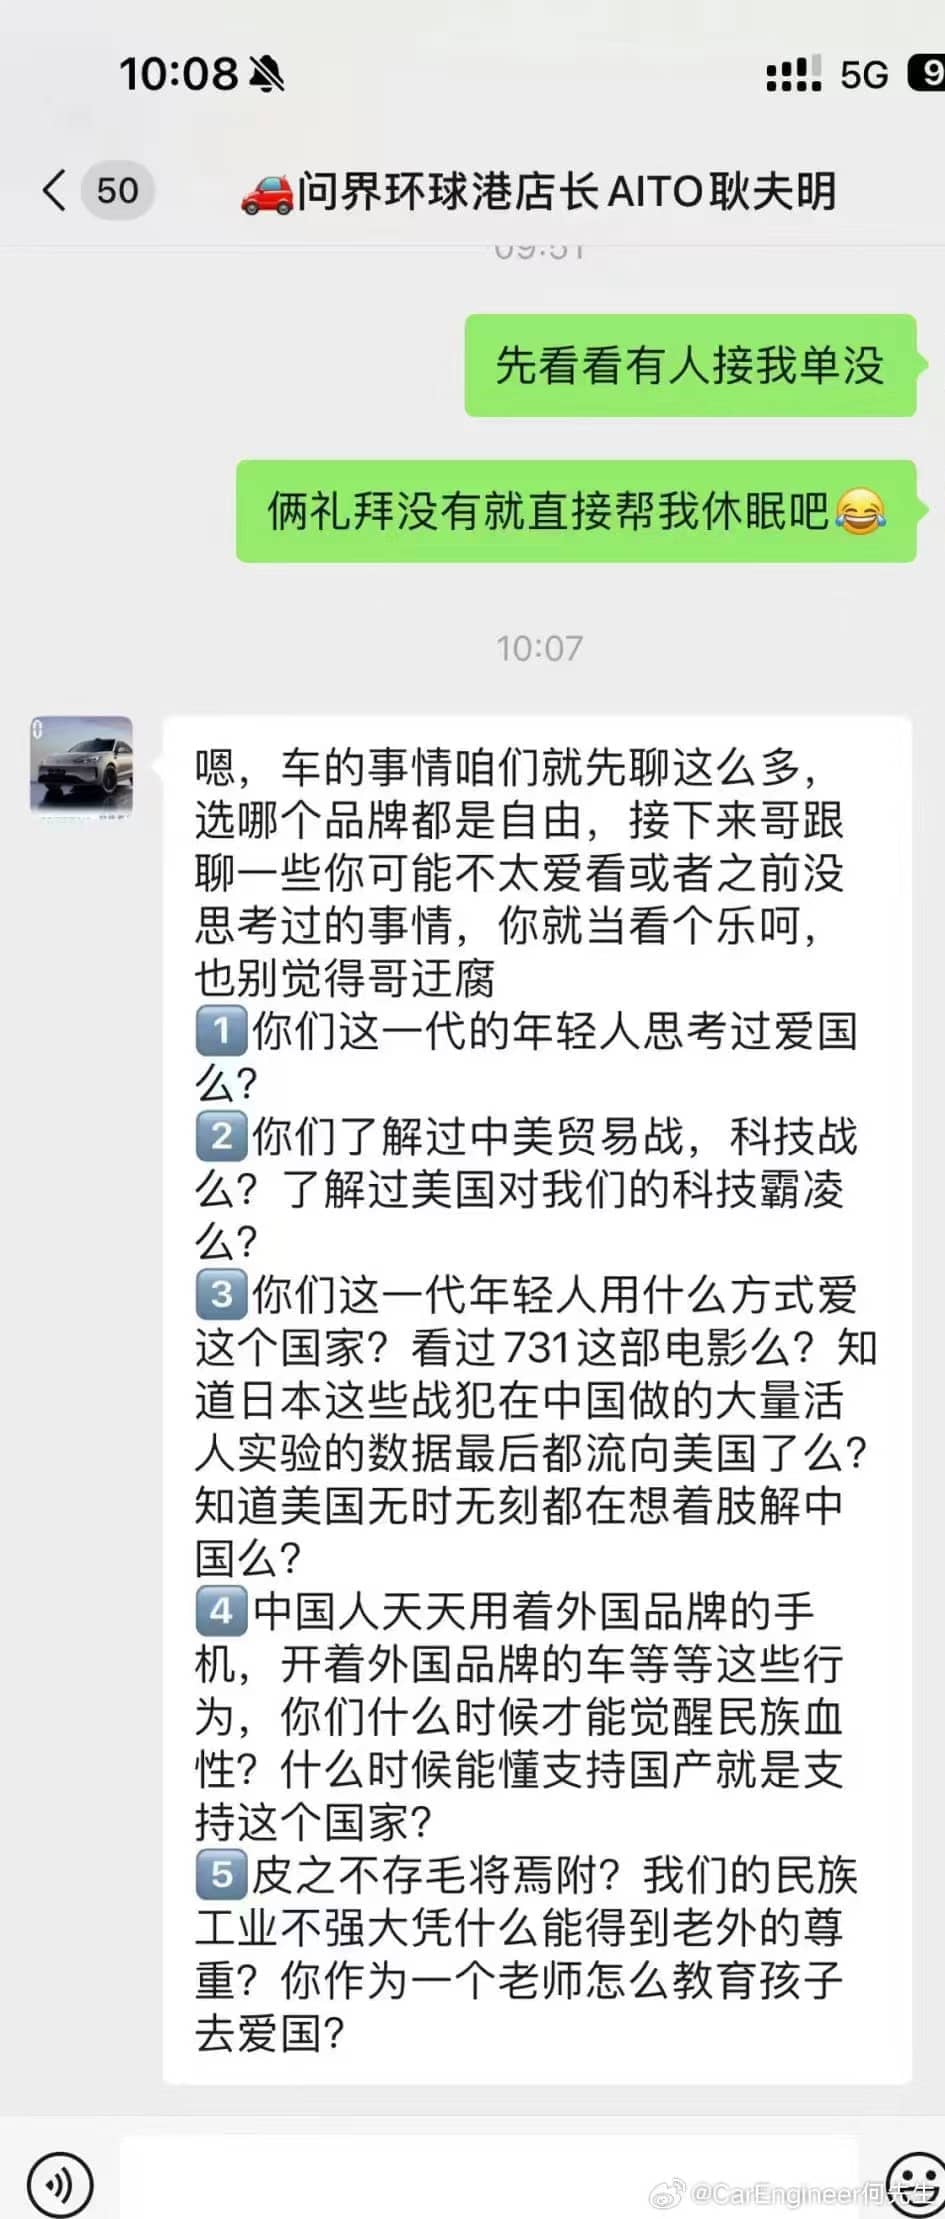 10:08
5G
9
50
🚗问界环球港店长AITO耿夫明
09:51
先看看有人接我单没
俩礼拜没有就直接帮我休眠吧😂
10:07
嗯，车的事情咱们就先聊这么多，
选哪个品牌都是自由，接下来哥跟
聊一些你可能不太爱看或者之前没
思考过的事情，你就当看个乐呵，
也别觉得哥迂腐
1️⃣你们这一代的年轻人思考过爱国
么？
2️⃣你们了解过中美贸易战，科技战
么？了解过美国对我们的科技霸凌
么？
3️⃣你们这一代年轻人用什么方式爱
这个国家？看过731这部电影么？知
道日本这些战犯在中国做的大量活
人实验的数据最后都流向美国了么？
知道美国无时无刻都在想着肢解中
国么？
4️⃣中国人天天用着外国品牌的手
机，开着外国品牌的车等等这些行
为，你们什么时候才能觉醒民族血
性？什么时候能懂支持国产就是支
持这个国家？
5️⃣皮之不存毛将焉附？我们的民族
工业不强大凭什么能得到老外的尊
重？你作为一个老师怎么教育孩子
去爱国？
@CarEngineer何先生